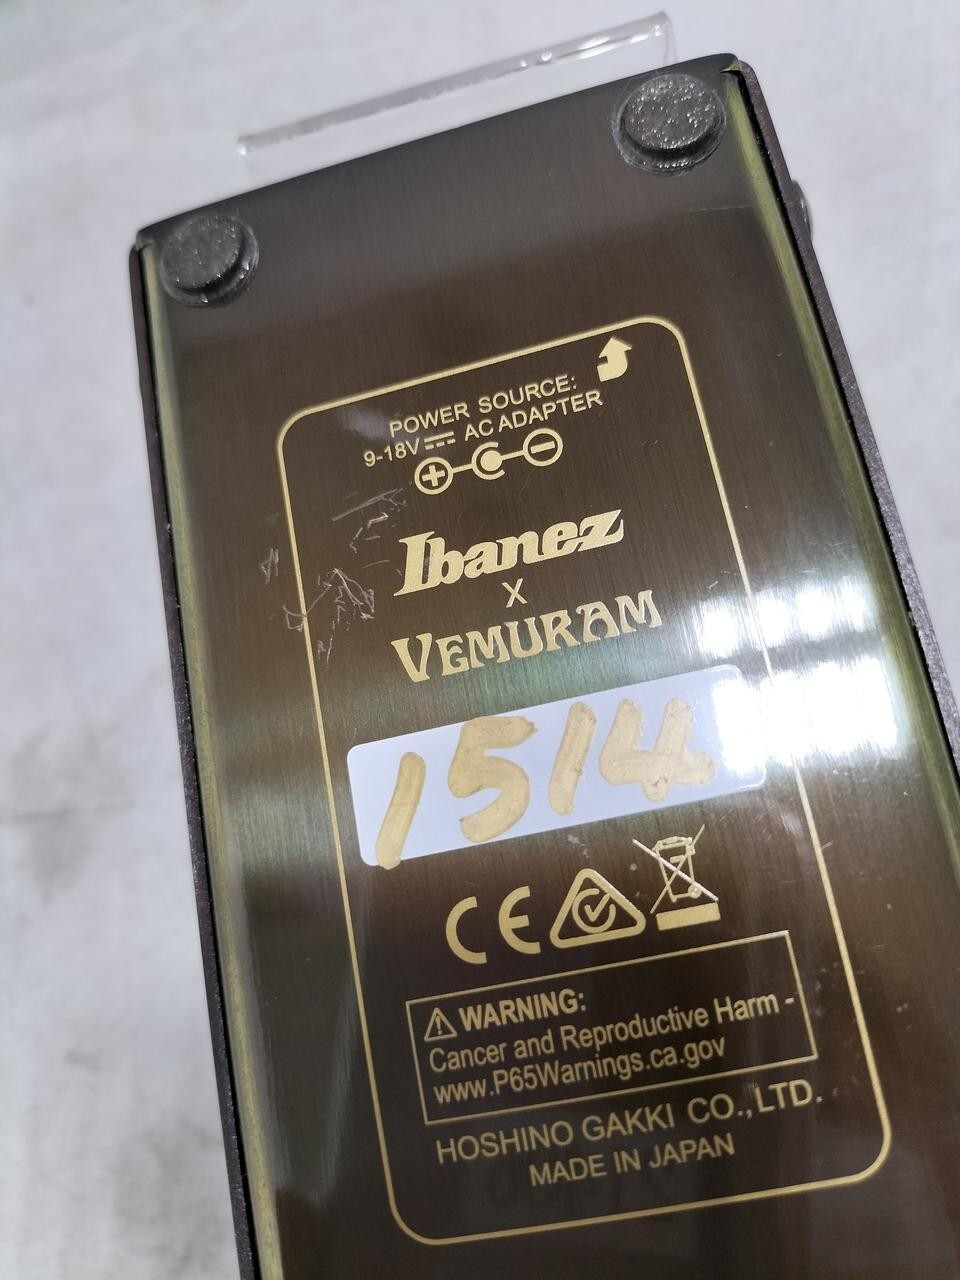 POWER SOURCE:
9-18V ⎓ AC ADAPTER
Ibanez
X
VEMURAM
1514
CE
⚠ WARNING:
Cancer and Reproductive Harm -
www.P65Warnings.ca.gov
HOSHINO GAKKI CO., LTD.
MADE IN JAPAN